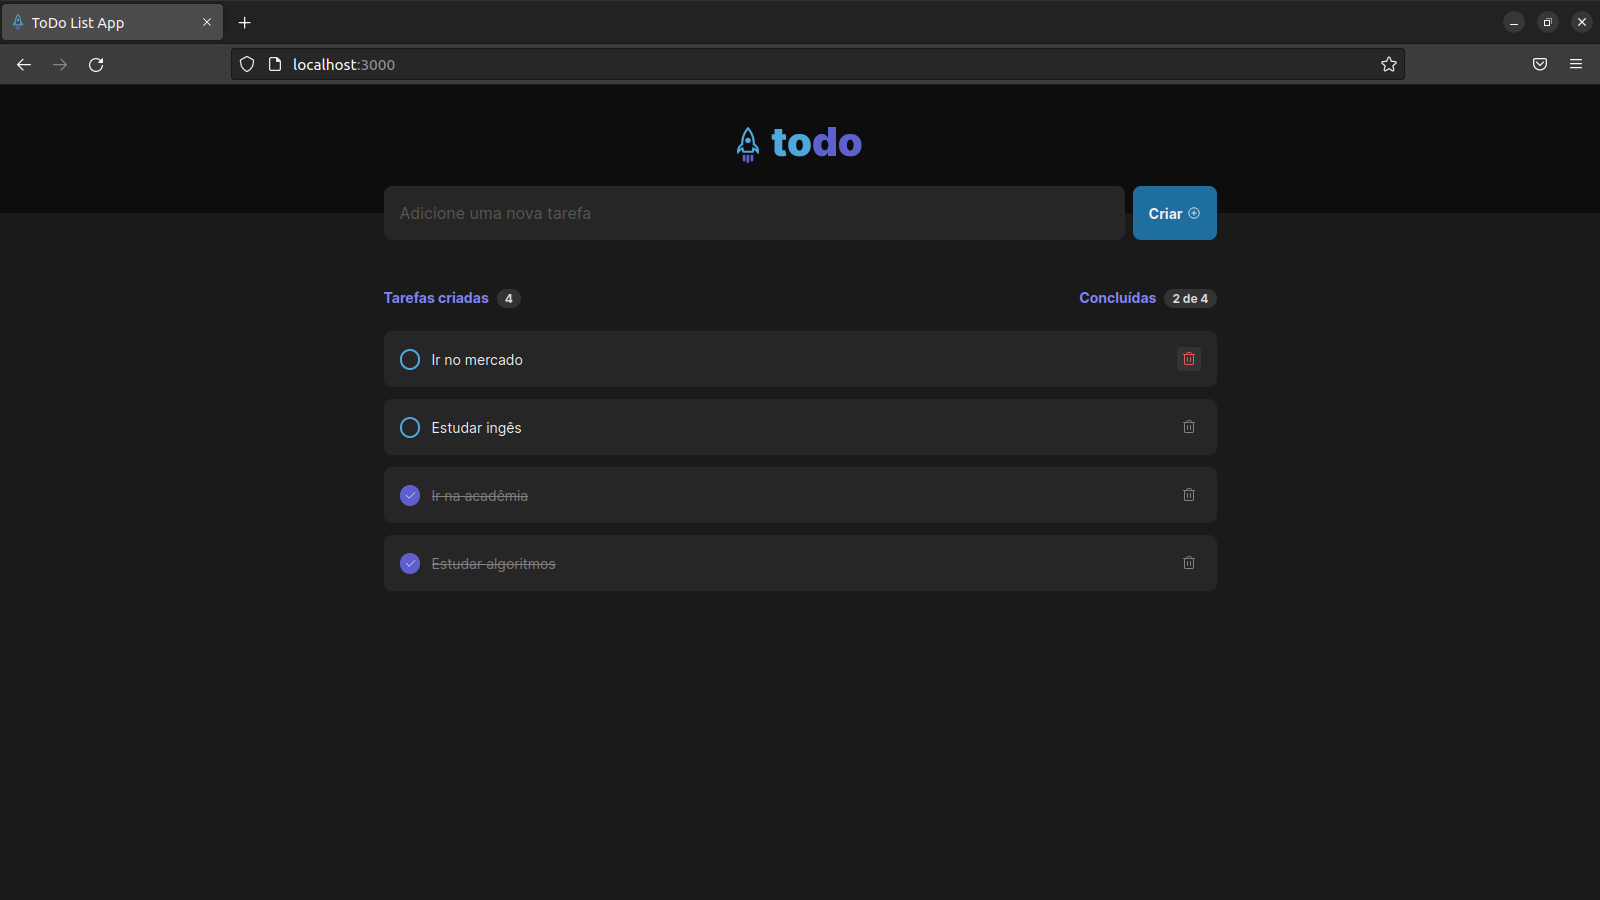 ToDo List App
localhost:3000
todo
Adicione uma nova tarefa
Criar
Tarefas criadas 4
Concluídas 2 de 4
Ir no mercado
Estudar ingês
Ir na acadêmia
Estudar algoritmos